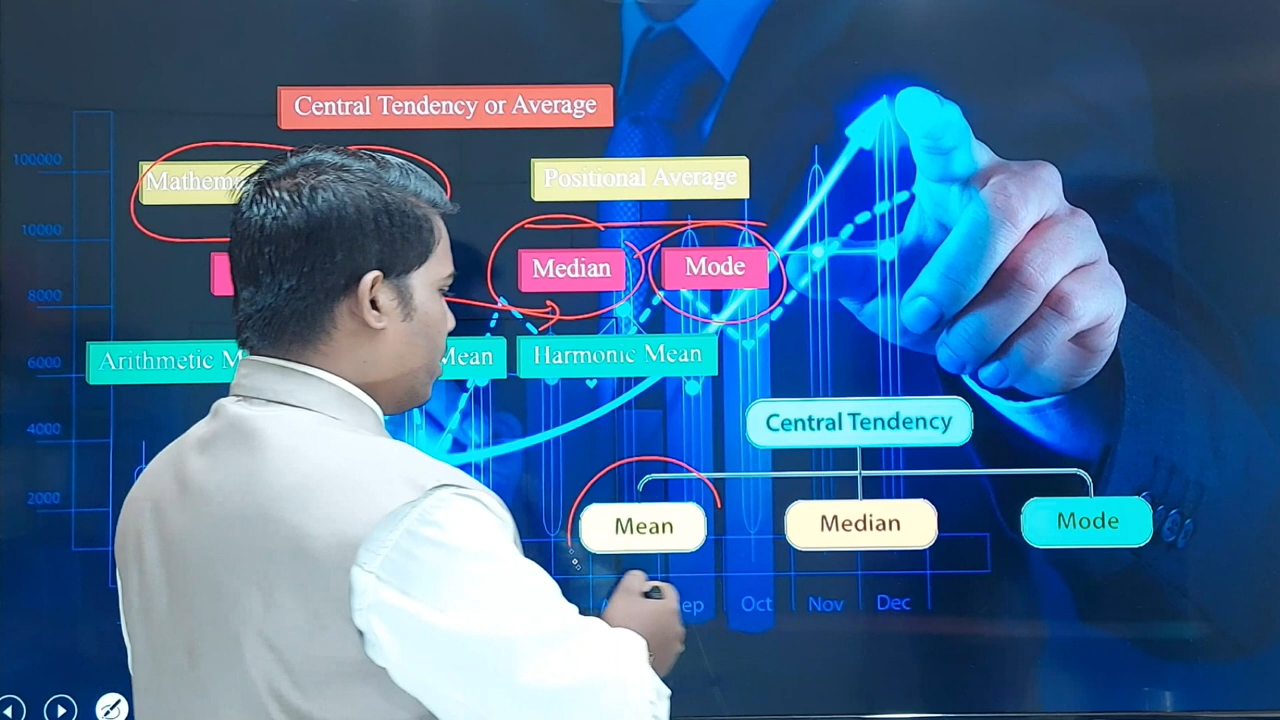 Central Tendency or Average
Positional Average
Median
Mode
Arithmetic
Mean
Harmonic Mean
Central Tendency
Mean
Median
Mode
100000
10000
8000
6000
4000
2000
Oct
Nov
Dec